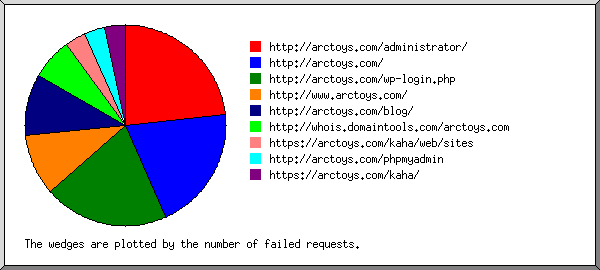 http://arctoys.com/administrator/
http://arctoys.com/
http://arctoys.com/wp-login.php
http://www.arctoys.com/
http://arctoys.com/blog/
http://whois.domaintools.com/arctoys.com
https://arctoys.com/kaha/web/sites
http://arctoys.com/phpmyadmin
https://arctoys.com/kaha/
The wedges are plotted by the number of failed requests.